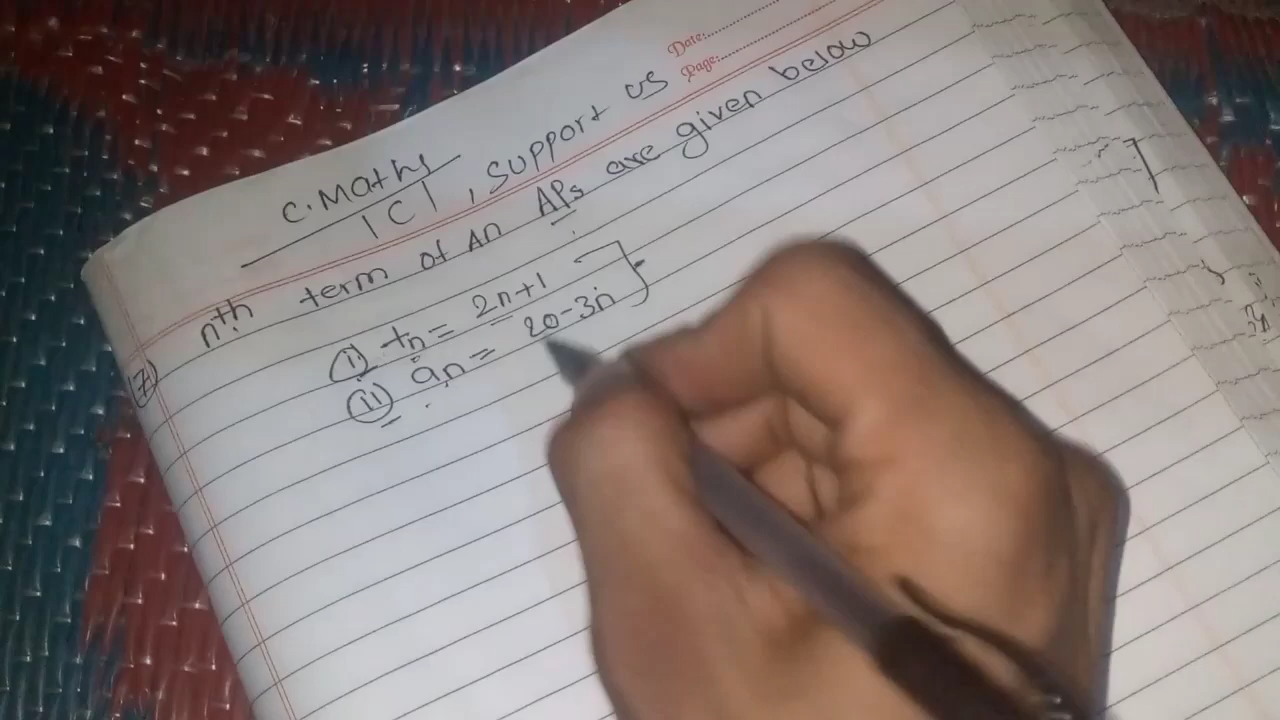 Date:
Page:
C. Maths
1C1, support us
nth term of An APs are given below
(7)
(i) tn = 2n+1
(ii) an = 20-3n